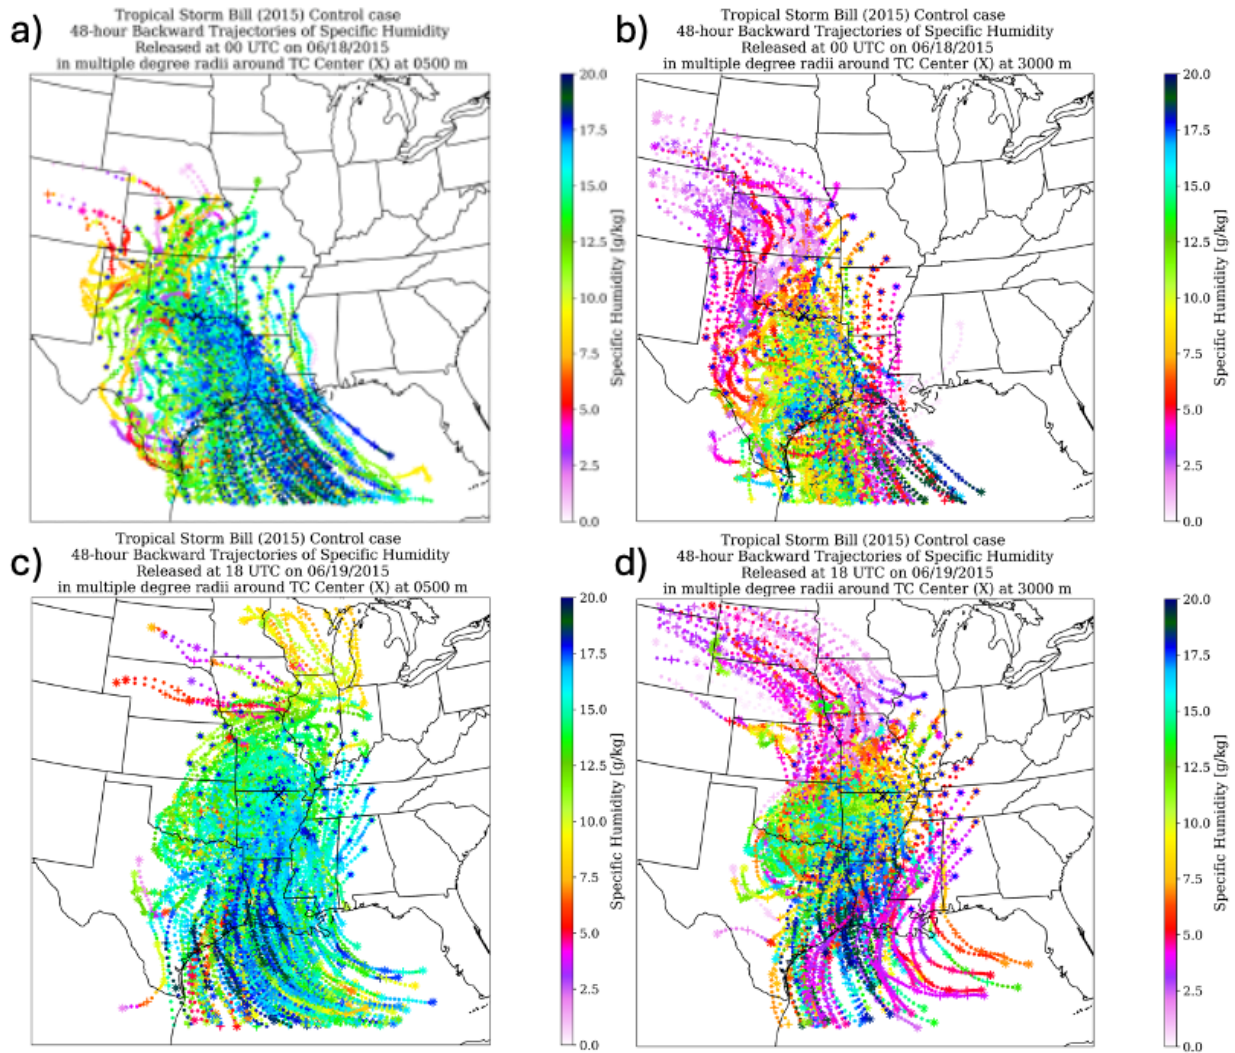 a)
Tropical Storm Bill (2015) Control case
48-hour Backward Trajectories of Specific Humidity
Released at 00 UTC on 06/18/2015
in multiple degree radii around TC Center (X) at 0500 m
20.0
17.5
15.0
12.5
10.0
7.5
5.0
2.5
0.0
Specific Humidity [g/kg]
b)
Tropical Storm Bill (2015) Control case
48-hour Backward Trajectories of Specific Humidity
Released at 00 UTC on 06/18/2015
in multiple degree radii around TC Center (X) at 3000 m
20.0
17.5
15.0
12.5
10.0
7.5
5.0
2.5
0.0
Specific Humidity [g/kg]
c)
Tropical Storm Bill (2015) Control case
48-hour Backward Trajectories of Specific Humidity
Released at 18 UTC on 06/19/2015
in multiple degree radii around TC Center (X) at 0500 m
20.0
17.5
15.0
12.5
10.0
7.5
5.0
2.5
0.0
Specific Humidity [g/kg]
d)
Tropical Storm Bill (2015) Control case
48-hour Backward Trajectories of Specific Humidity
Released at 18 UTC on 06/19/2015
in multiple degree radii around TC Center (X) at 3000 m
20.0
17.5
15.0
12.5
10.0
7.5
5.0
2.5
0.0
Specific Humidity [g/kg]